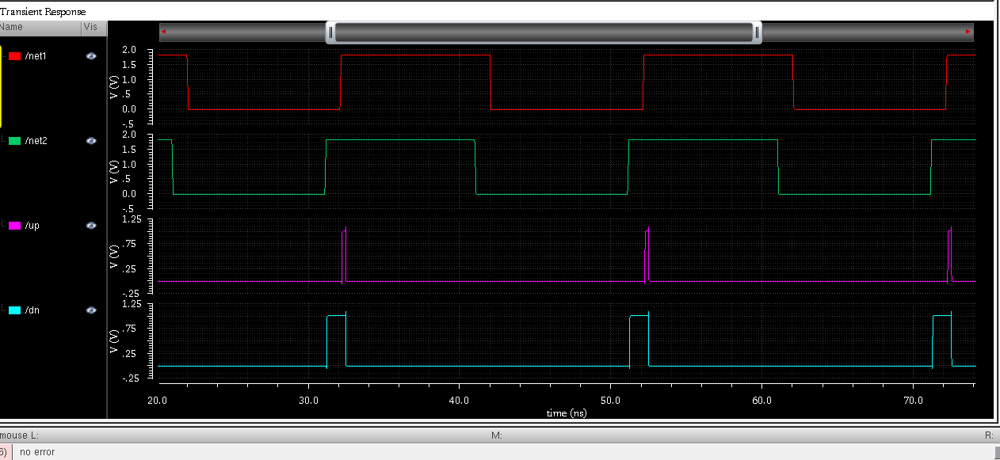 Transient Response
Name Vis
/net1
2.0
1.5
1.0
.5
0.0
-.5
V (V)
/net2
2.0
1.5
1.0
.5
0.0
-.5
V (V)
/up
1.25
.75
.25
-.25
V (V)
/dn
1.25
.75
.25
-.25
V (V)
20.0 30.0 40.0 50.0 60.0 70.0
time (ns)
mouse L: M: R:
6) no error